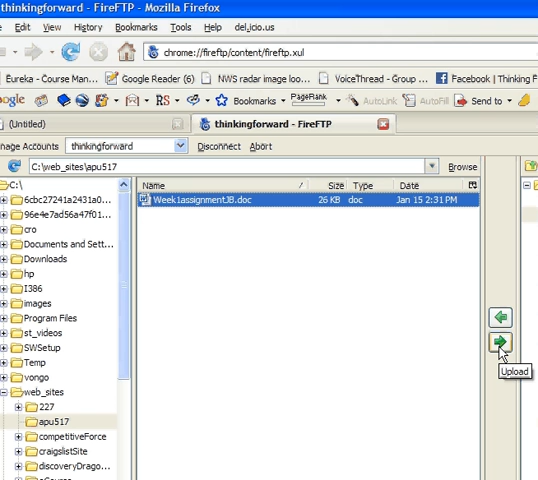 thinkingforward - FireFTP - Mozilla Firefox
Edit View History Bookmarks Tools Help del.icio.us
chrome://fireftp/content/fireftp.xul
Eureka - Course Man... Google Reader (6) NWS radar image loo... VoiceThread - Group ... Facebook | Thinking F
oogle RS Bookmarks PageRank AutoLink AutoFill Send to
(Untitled) thinkingforward - FireFTP
nage Accounts thinkingforward Disconnect Abort
C:\web_sites\apu517 Browse
C:\ Name Size Type Date
6cbc27241a2431a0... Week1assignmentJB.doc 26 KB doc Jan 15 2:31 PM
96e4e7ad56a47f01...
cro
Documents and Sett...
Downloads
hp
I386
images
Program Files
st_videos
SWSetup
Temp
Upload
vongo
web_sites
227
apu517
competitiveForce
craigslistSite
discoveryDrago...